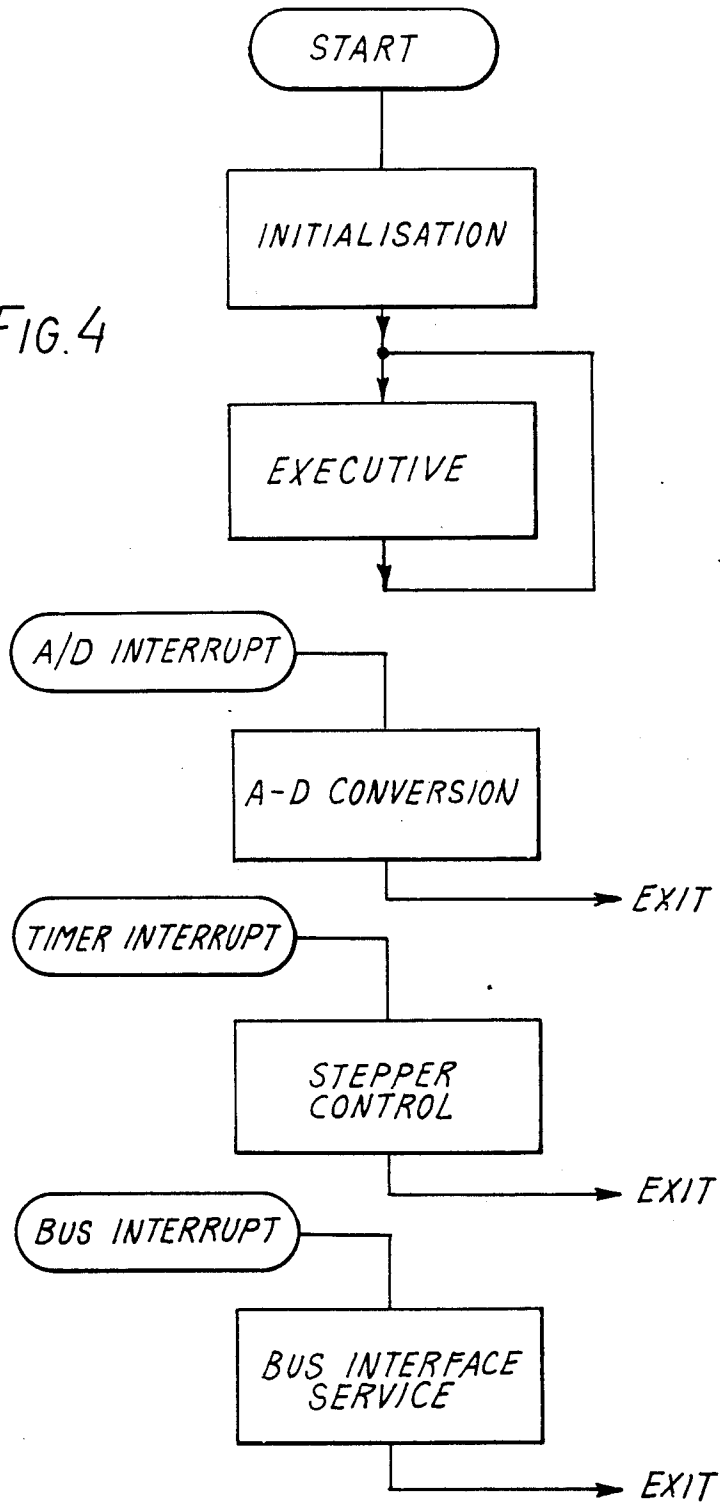 START
INITIALISATION
FIG. 4
EXECUTIVE
A/D INTERRUPT
A-D CONVERSION
EXIT
TIMER INTERRUPT
STEPPER
CONTROL
EXIT
BUS INTERRUPT
BUS INTERFACE
SERVICE
EXIT